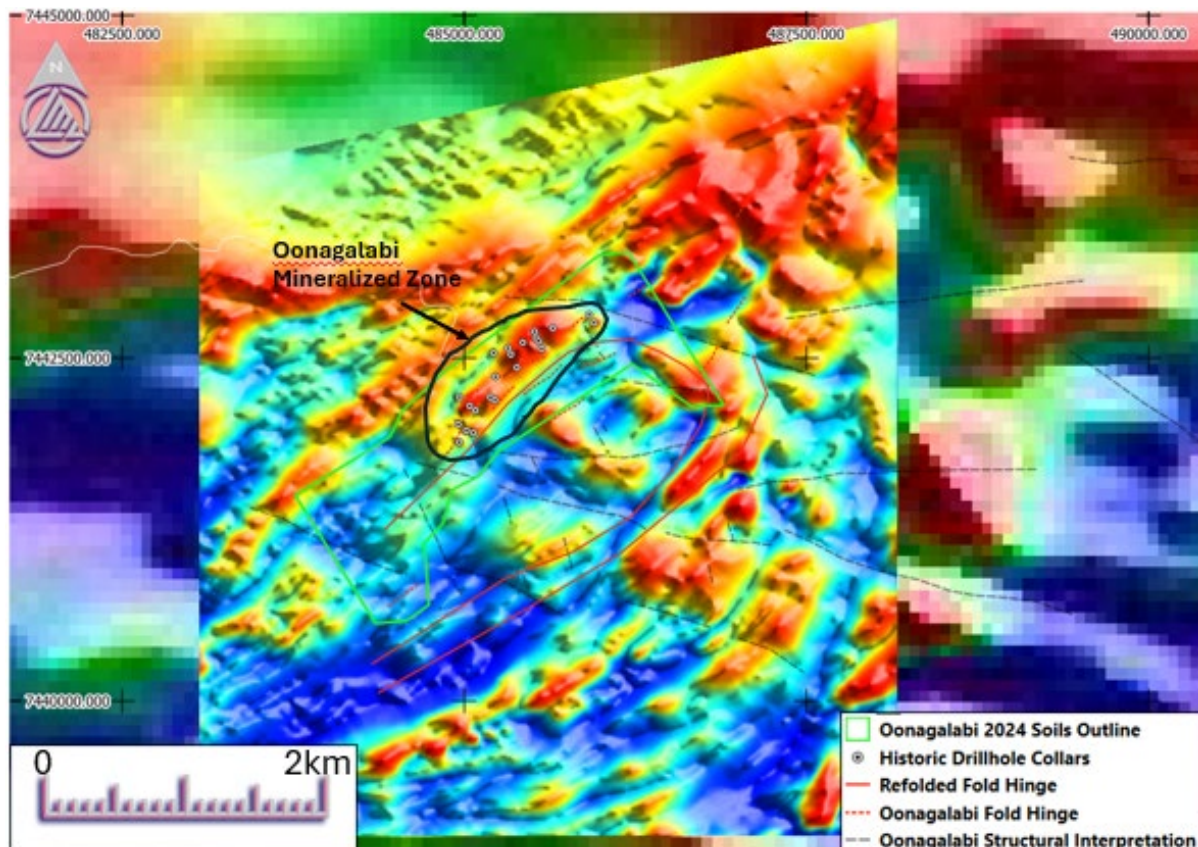 7445000.000
482500.000
485000.000
487500.000
490000.000
N
Oonagalabi
Mineralized Zone
7442500.000
7440000.000
0 2km
Oonagalabi 2024 Soils Outline
Historic Drillhole Collars
Refolded Fold Hinge
Oonagalabi Fold Hinge
Oonagalabi Structural Interpretation